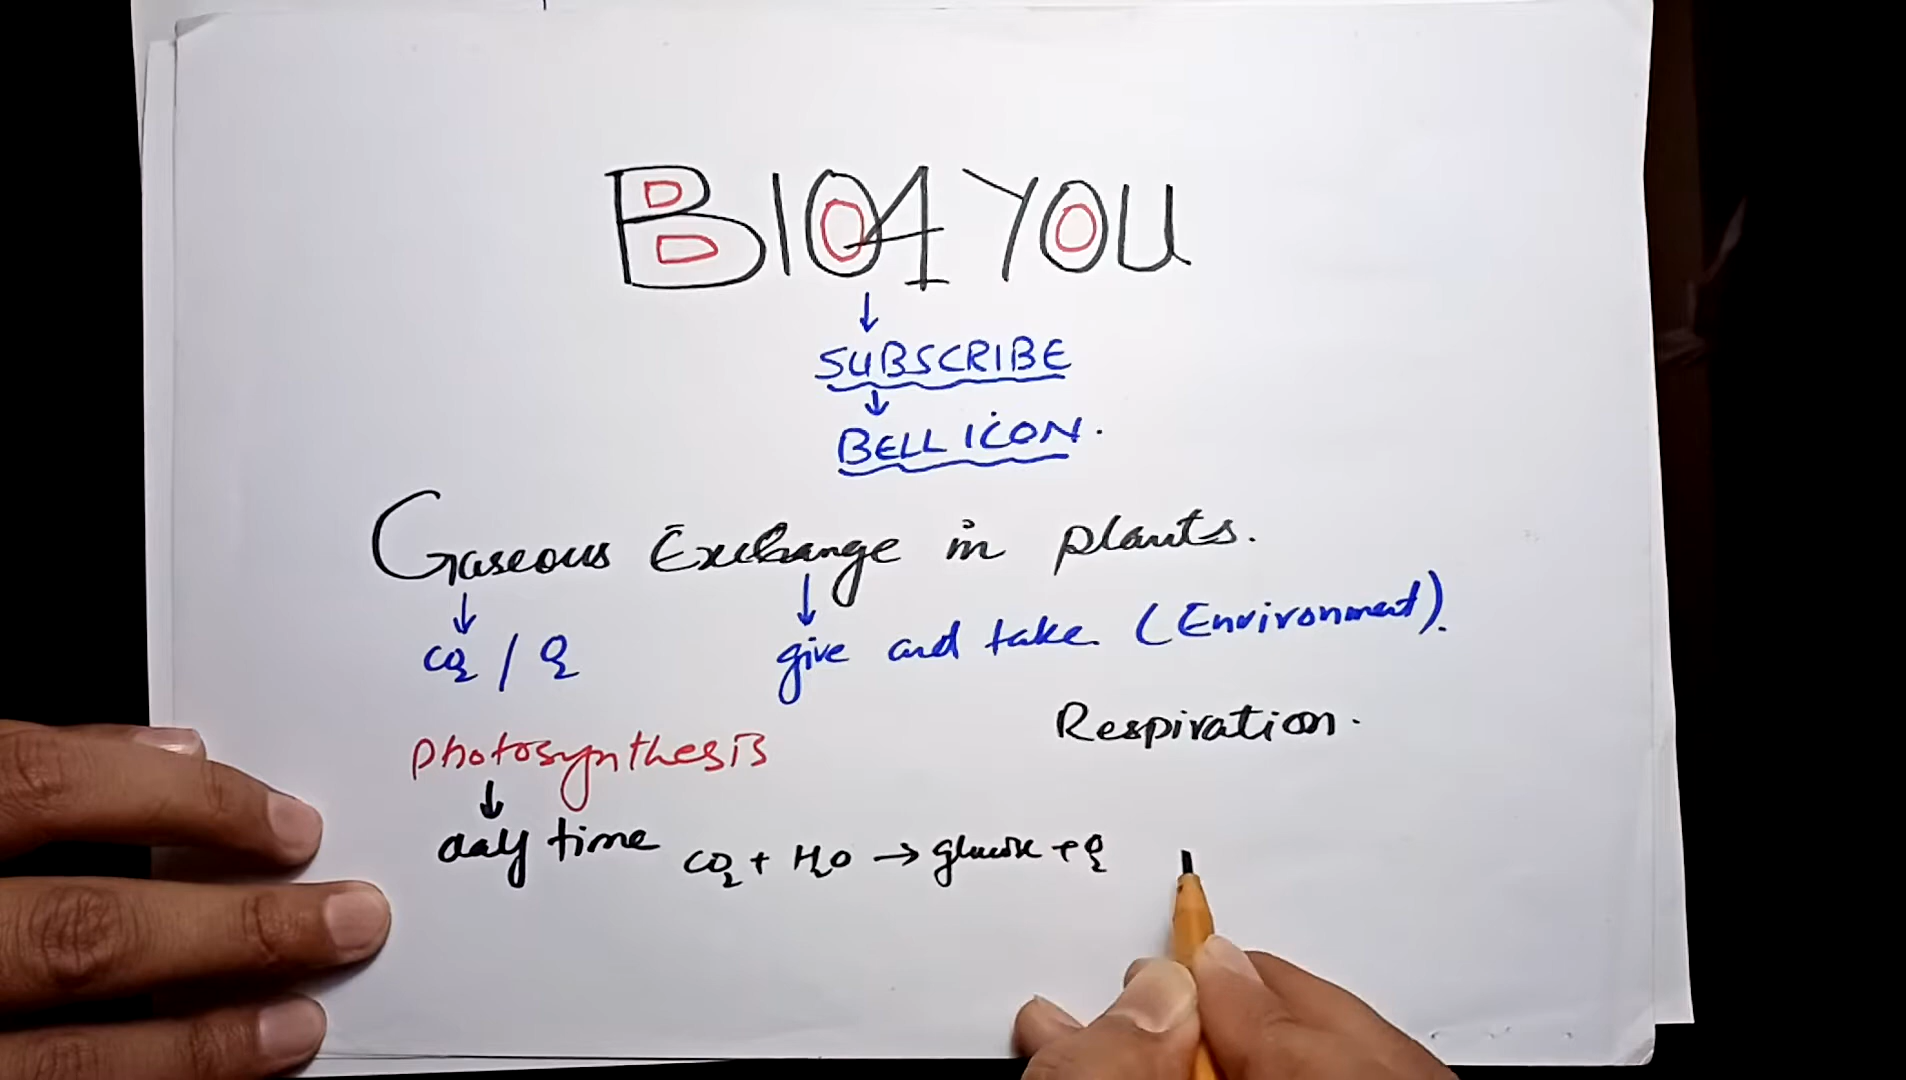 BIO4YOU
↓
SUBSCRIBE
↓
BELL ICON.
Gaseous Exchange in plants.
↓ ↓
CO2 / O2 give and take (Environment).
photosynthesis Respiration.
↓
day time CO2 + H2O → glucose + O2